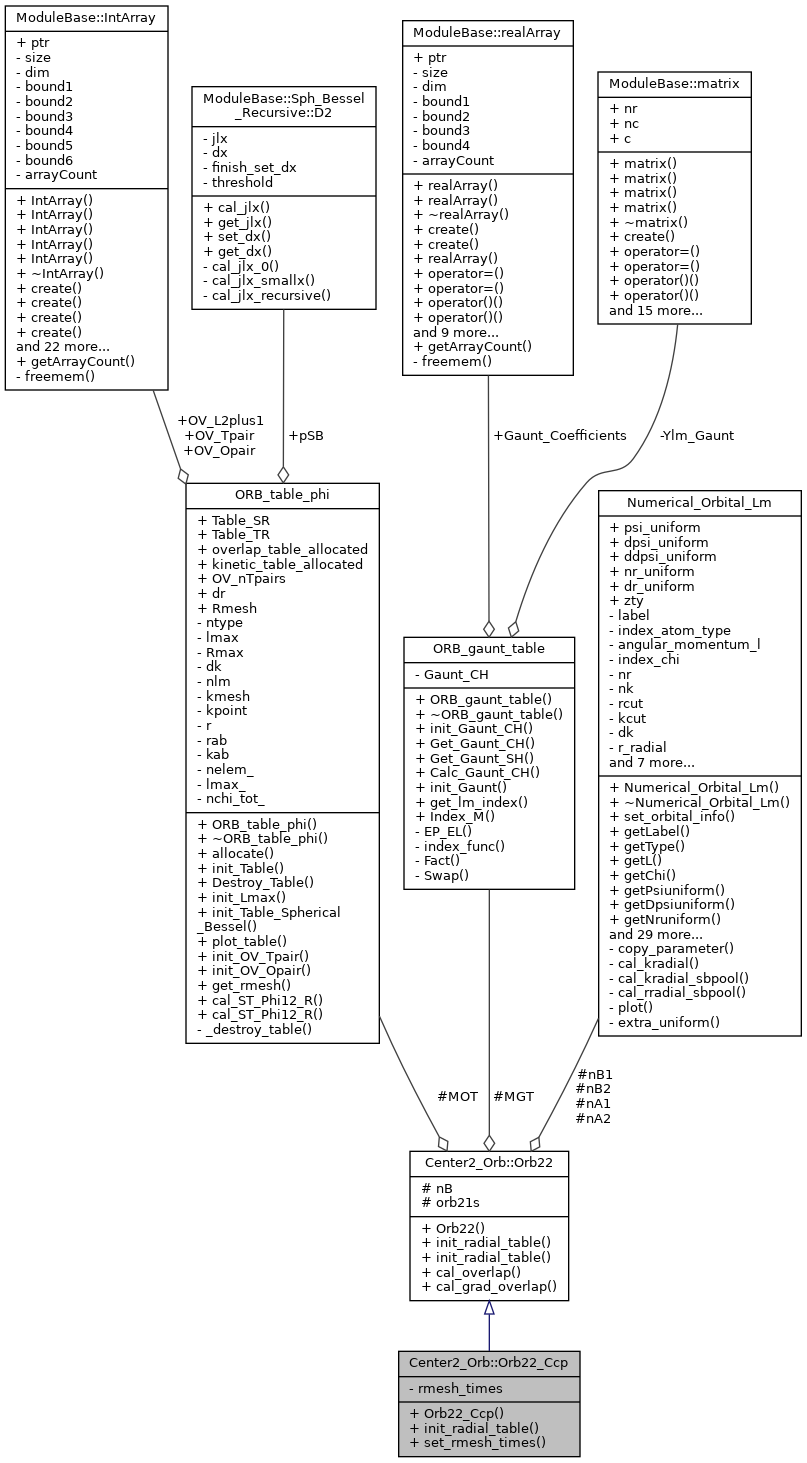 ModuleBase::IntArray
+ ptr
- size
- dim
- bound1
- bound2
- bound3
- bound4
- bound5
- bound6
- arrayCount
+ IntArray()
+ IntArray()
+ IntArray()
+ IntArray()
+ IntArray()
+ ~IntArray()
+ create()
+ create()
+ create()
+ create()
and 22 more...
+ getArrayCount()
- freemem()
ModuleBase::Sph_Bessel
_Recursive::D2
- jlx
- dx
- finish_set_dx
- threshold
+ cal_jlx()
+ get_jlx()
+ set_dx()
+ get_dx()
- cal_jlx_0()
- cal_jlx_smallx()
- cal_jlx_recursive()
ModuleBase::realArray
+ ptr
- size
- dim
- bound1
- bound2
- bound3
- bound4
- arrayCount
+ realArray()
+ realArray()
+ ~realArray()
+ create()
+ create()
+ realArray()
+ operator=()
+ operator=()
+ operator()()
+ operator()()
and 9 more...
+ getArrayCount()
- freemem()
ModuleBase::matrix
+ nr
+ nc
+ c
+ matrix()
+ matrix()
+ matrix()
+ matrix()
+ ~matrix()
+ create()
+ operator=()
+ operator=()
+ operator()()
+ operator()()
and 15 more...
+OV_L2plus1
+OV_Tpair
+OV_Opair
+pSB
+Gaunt_Coefficients
-Ylm_Gaunt
ORB_table_phi
+ Table_SR
+ Table_TR
+ overlap_table_allocated
+ kinetic_table_allocated
+ OV_nTpairs
+ dr
+ Rmesh
- ntype
- lmax
- Rmax
- dk
- nlm
- kmesh
- kpoint
- r
- rab
- kab
- nelem_
- lmax_
- nchi_tot_
+ ORB_table_phi()
+ ~ORB_table_phi()
+ allocate()
+ init_Table()
+ Destroy_Table()
+ init_Lmax()
+ init_Table_Spherical
_Bessel()
+ plot_table()
+ init_OV_Tpair()
+ init_OV_Opair()
+ get_rmesh()
+ cal_ST_Phi12_R()
+ cal_ST_Phi12_R()
- _destroy_table()
ORB_gaunt_table
- Gaunt_CH
+ ORB_gaunt_table()
+ ~ORB_gaunt_table()
+ init_Gaunt_CH()
+ Get_Gaunt_CH()
+ Get_Gaunt_SH()
+ Calc_Gaunt_CH()
+ init_Gaunt()
+ get_lm_index()
+ Index_M()
- EP_EL()
- index_func()
- Fact()
- Swap()
Numerical_Orbital_Lm
+ psi_uniform
+ dpsi_uniform
+ ddpsi_uniform
+ nr_uniform
+ dr_uniform
+ zty
- label
- index_atom_type
- angular_momentum_l
- index_chi
- nr
- nk
- rcut
- kcut
- dk
- r_radial
and 7 more...
+ Numerical_Orbital_Lm()
+ ~Numerical_Orbital_Lm()
+ set_orbital_info()
+ getLabel()
+ getType()
+ getL()
+ getChi()
+ getPsiuniform()
+ getDpsiuniform()
+ getNruniform()
and 29 more...
- copy_parameter()
- cal_kradial()
- cal_kradial_sbpool()
- cal_rradial_sbpool()
- plot()
- extra_uniform()
#MOT
#MGT
#nB1
#nB2
#nA1
#nA2
Center2_Orb::Orb22
# nB
# orb21s
+ Orb22()
+ init_radial_table()
+ init_radial_table()
+ cal_overlap()
+ cal_grad_overlap()
Center2_Orb::Orb22_Ccp
- rmesh_times
+ Orb22_Ccp()
+ init_radial_table()
+ set_rmesh_times()